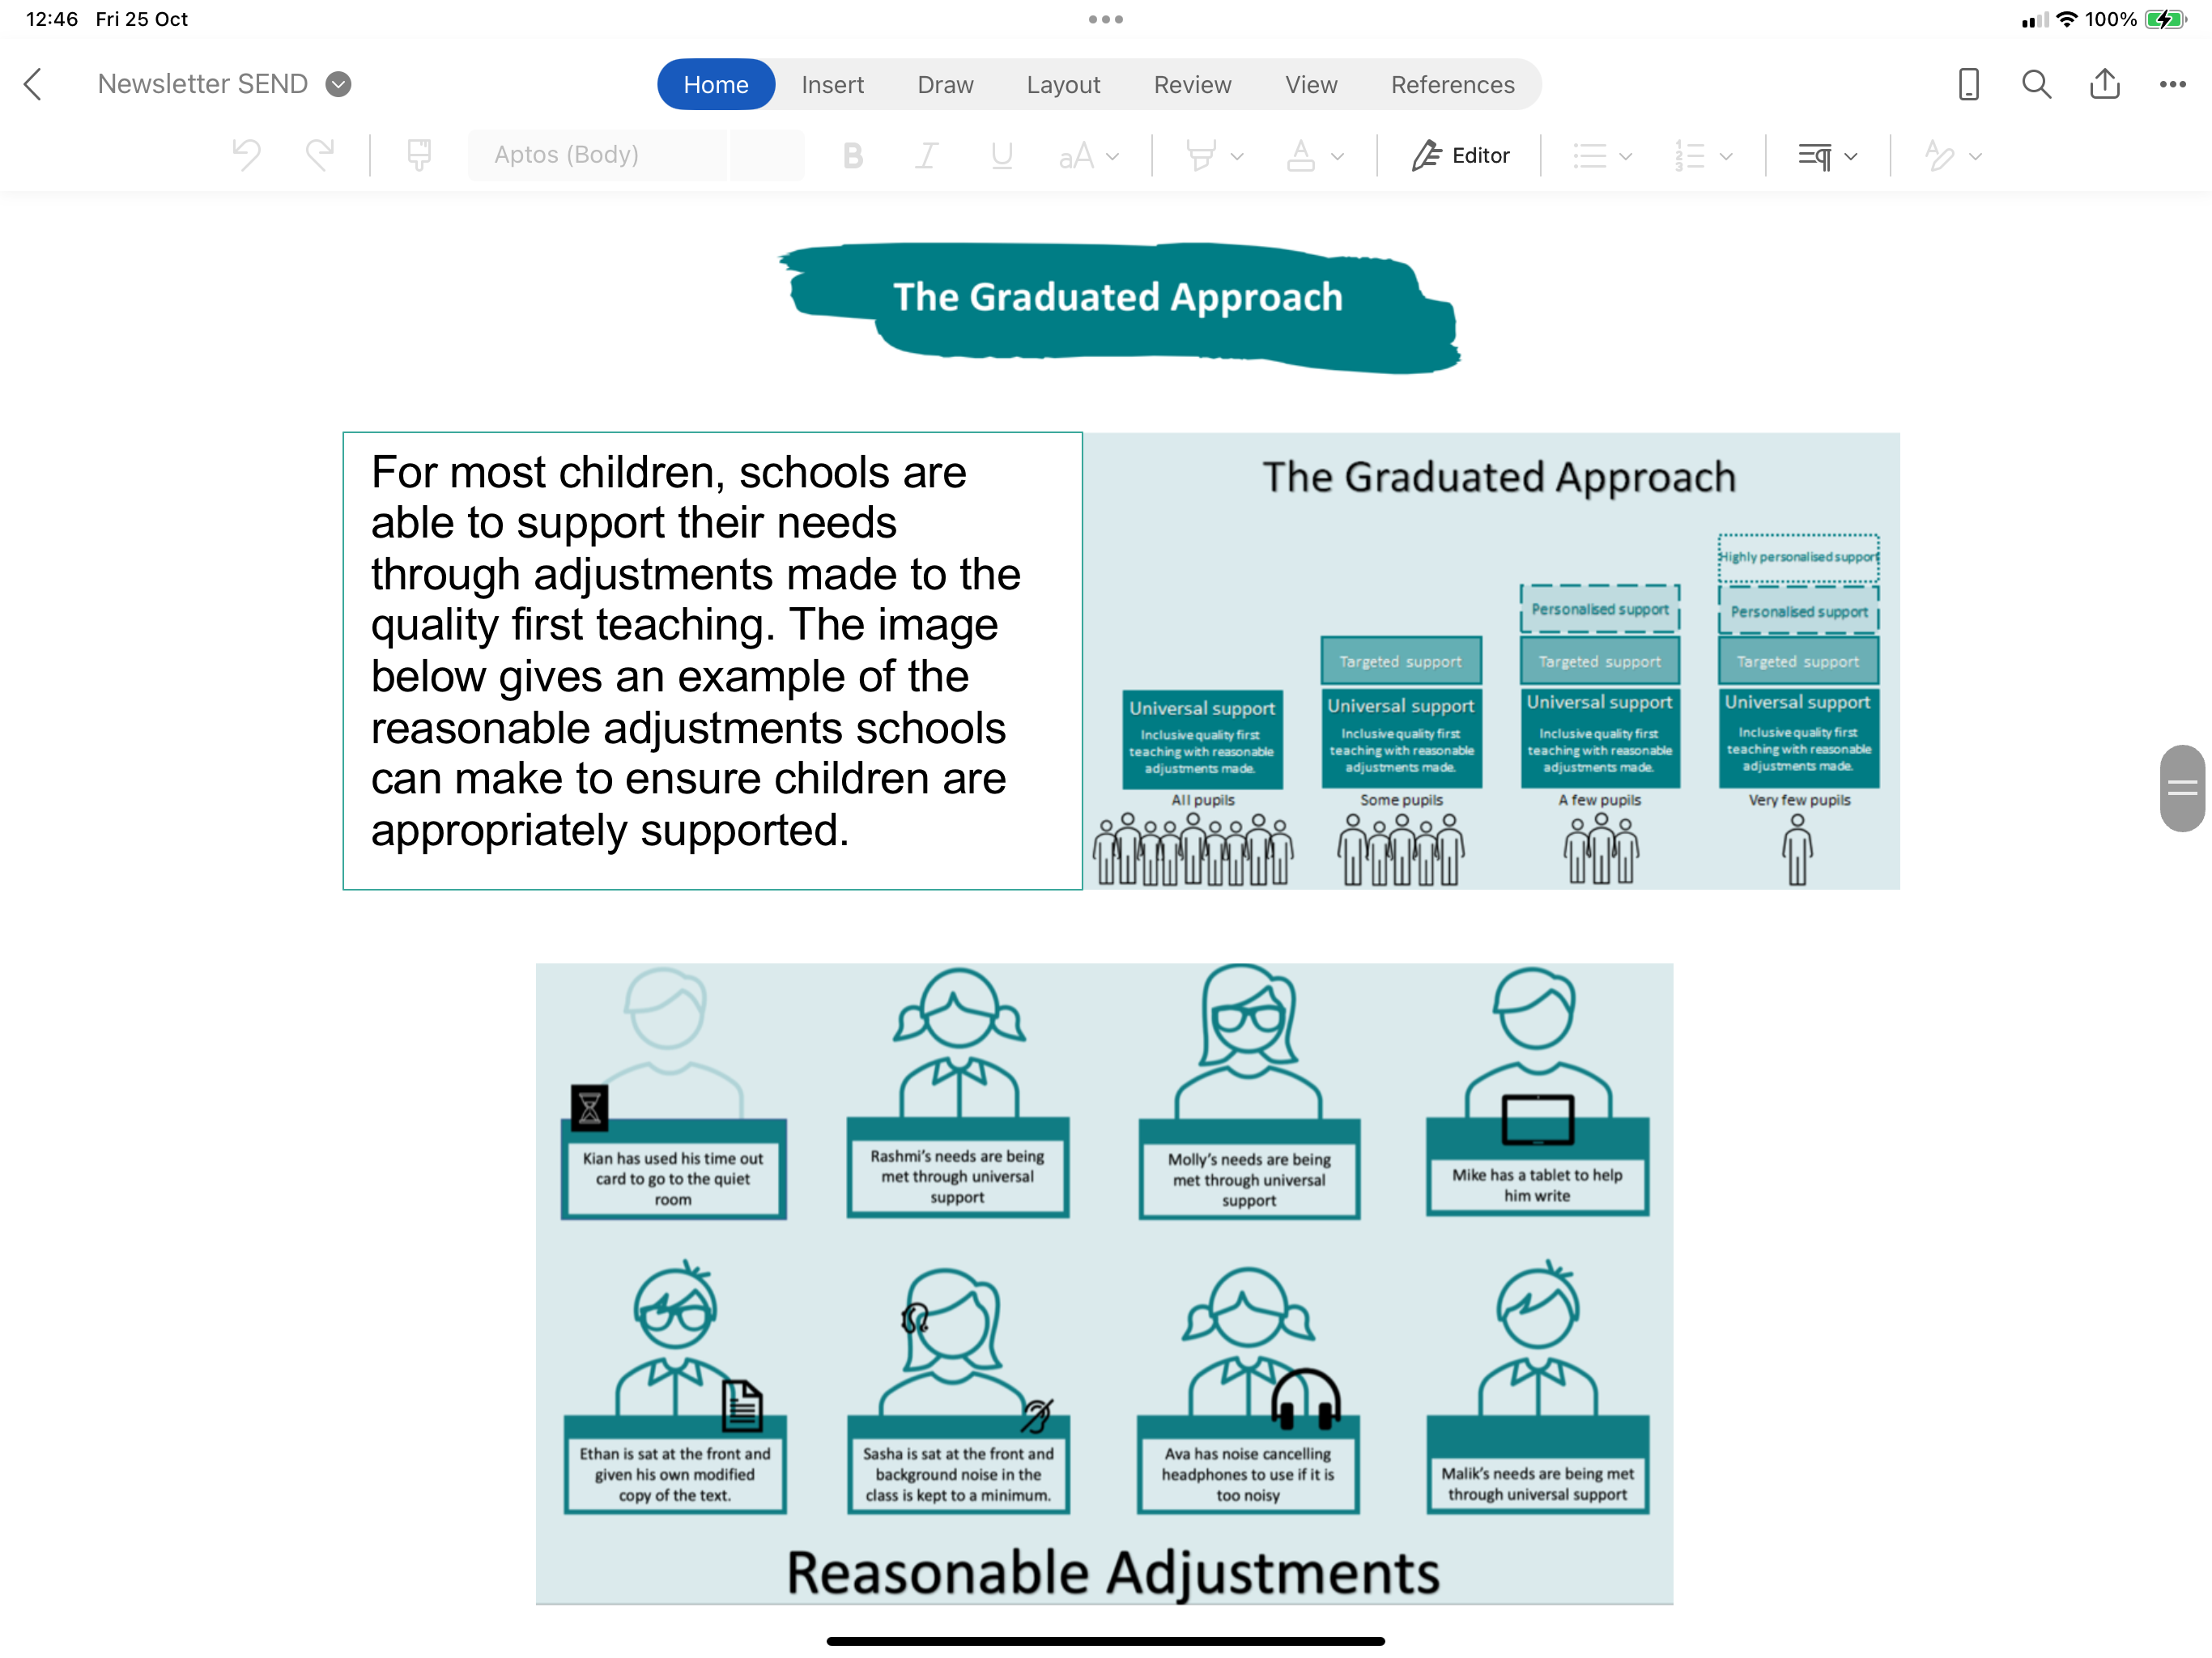 12:46 Fri 25 Oct
100%
Newsletter SEND
Home Insert Draw Layout Review View References
Aptos (Body)
B I U aA A Editor
The Graduated Approach
For most children, schools are
able to support their needs
through adjustments made to the
quality first teaching. The image
below gives an example of the
reasonable adjustments schools
can make to ensure children are
appropriately supported.
The Graduated Approach
Highly personalised support
Personalised support
Personalised support
Targeted support
Targeted support
Targeted support
Universal support
Inclusive quality first
teaching with reasonable
adjustments made.
All pupils
Universal support
Inclusive quality first
teaching with reasonable
adjustments made.
Some pupils
Universal support
Inclusive quality first
teaching with reasonable
adjustments made.
A few pupils
Universal support
Inclusive quality first
teaching with reasonable
adjustments made.
Very few pupils
Kian has used his time out
card to go to the quiet
room
Rashmi's needs are being
met through universal
support
Molly's needs are being
met through universal
support
Mike has a tablet to help
him write
Ethan is sat at the front and
given his own modified
copy of the text.
Sasha is sat at the front and
background noise in the
class is kept to a minimum.
Ava has noise cancelling
headphones to use if it is
too noisy
Malik's needs are being met
through universal support
Reasonable Adjustments